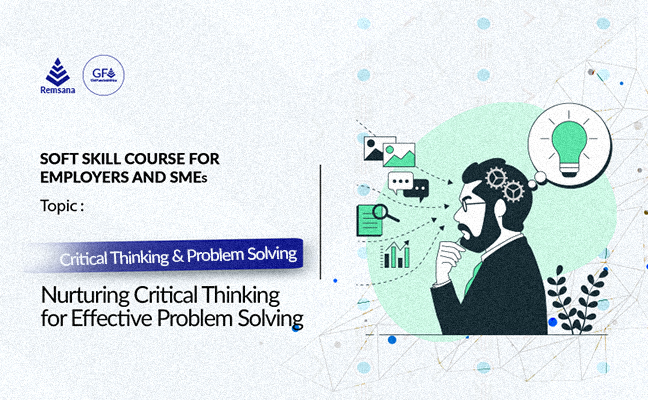 Remsana
GFA
SOFT SKILL COURSE FOR
EMPLOYERS AND SMEs
Topic :
Critical Thinking & Problem Solving
Nurturing Critical Thinking
for Effective Problem Solving